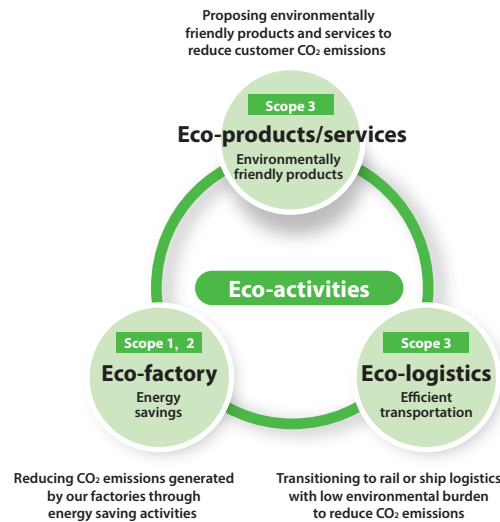 Proposing environmentally
friendly products and services to
reduce customer CO₂ emissions
Scope 3
Eco-products/services
Environmentally
friendly products
Eco-activities
Scope 1, 2
Eco-factory
Energy
savings
Scope 3
Eco-logistics
Efficient
transportation
Reducing CO₂ emissions generated
by our factories through
energy saving activities
Transitioning to rail or ship logistics
with low environmental burden
to reduce CO₂ emissions